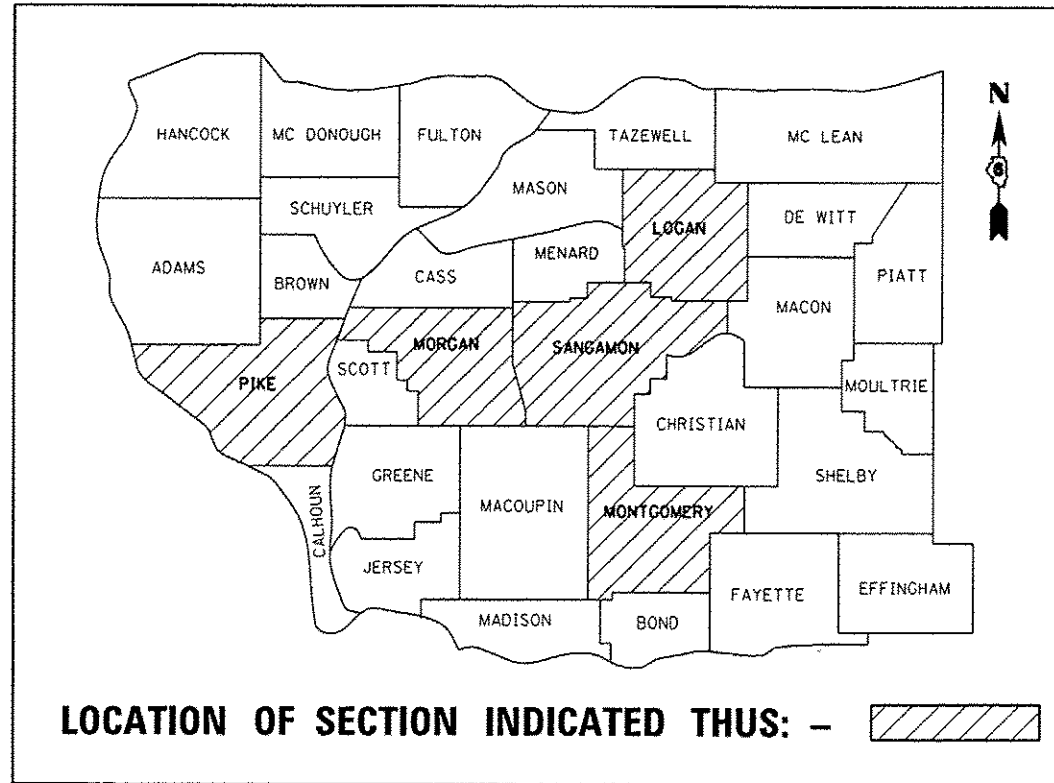 HANCOCK
MC DONOUGH
FULTON
TAZEWELL
MC LEAN
N
6
MASON
SCHUYLER
LOGAN
DE WITT
ADAMS
BROWN
CASS
MENARD
PIATT
MACON
PIKE
SCOTT
MORGAN
SANGAMON
MOULTRIE
CHRISTIAN
GREENE
MACOUPIN
SHELBY
CALHOUN
MONTGOMERY
JERSEY
FAYETTE
EFFINGHAM
MADISON
BOND
LOCATION OF SECTION INDICATED THUS: –